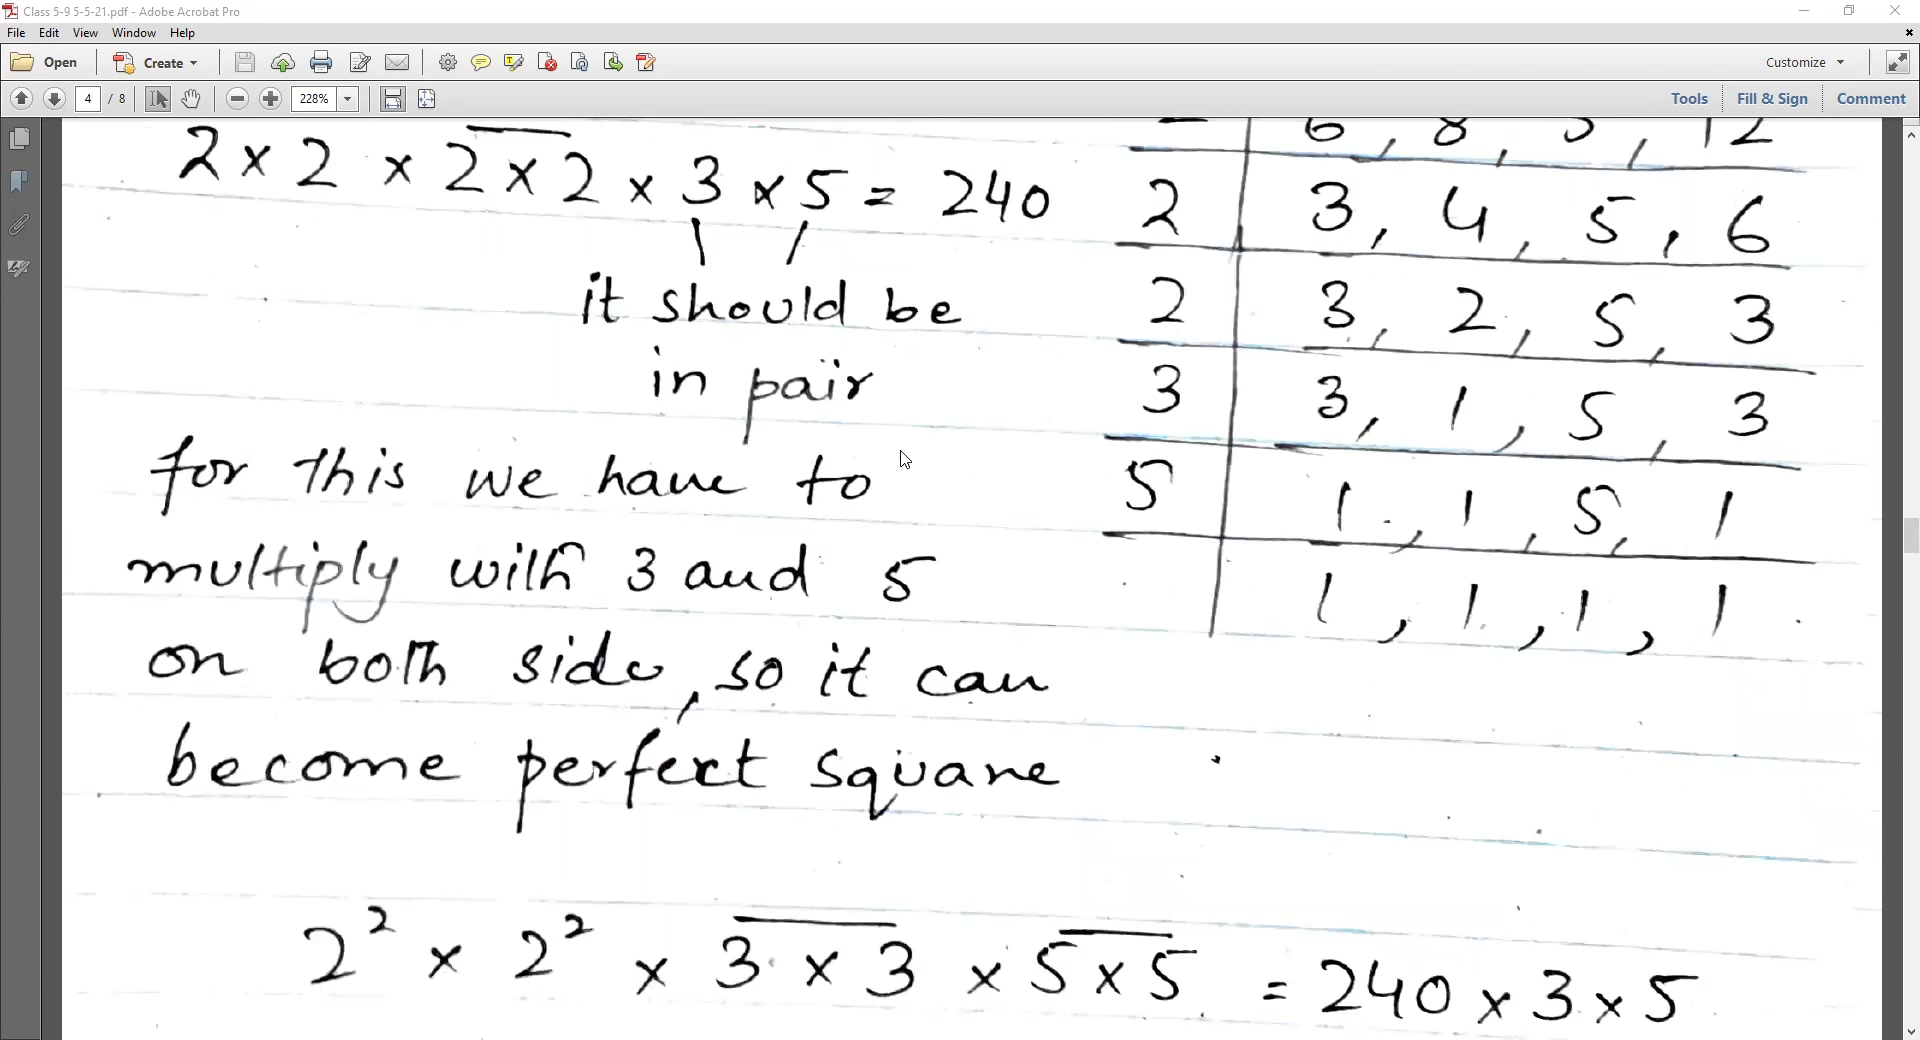 Class 5-9 5-5-21.pdf - Adobe Acrobat Pro
File Edit View Window Help
Open Create Customize
4 / 8 228% Tools Fill & Sign Comment
2 × 2 × 2 × 2 × 3 × 5 = 240
it should be
in pair
for this we have to
multiply with 3 and 5
on both side, so it can
become perfect square
2² × 2² × 3 × 3 × 5 × 5 = 240 × 3 × 5
6, 8, 5, 12
2 3, 4, 5, 6
2 3, 2, 5, 3
3 3, 1, 5, 3
5 1, 1, 5, 1
1, 1, 1, 1